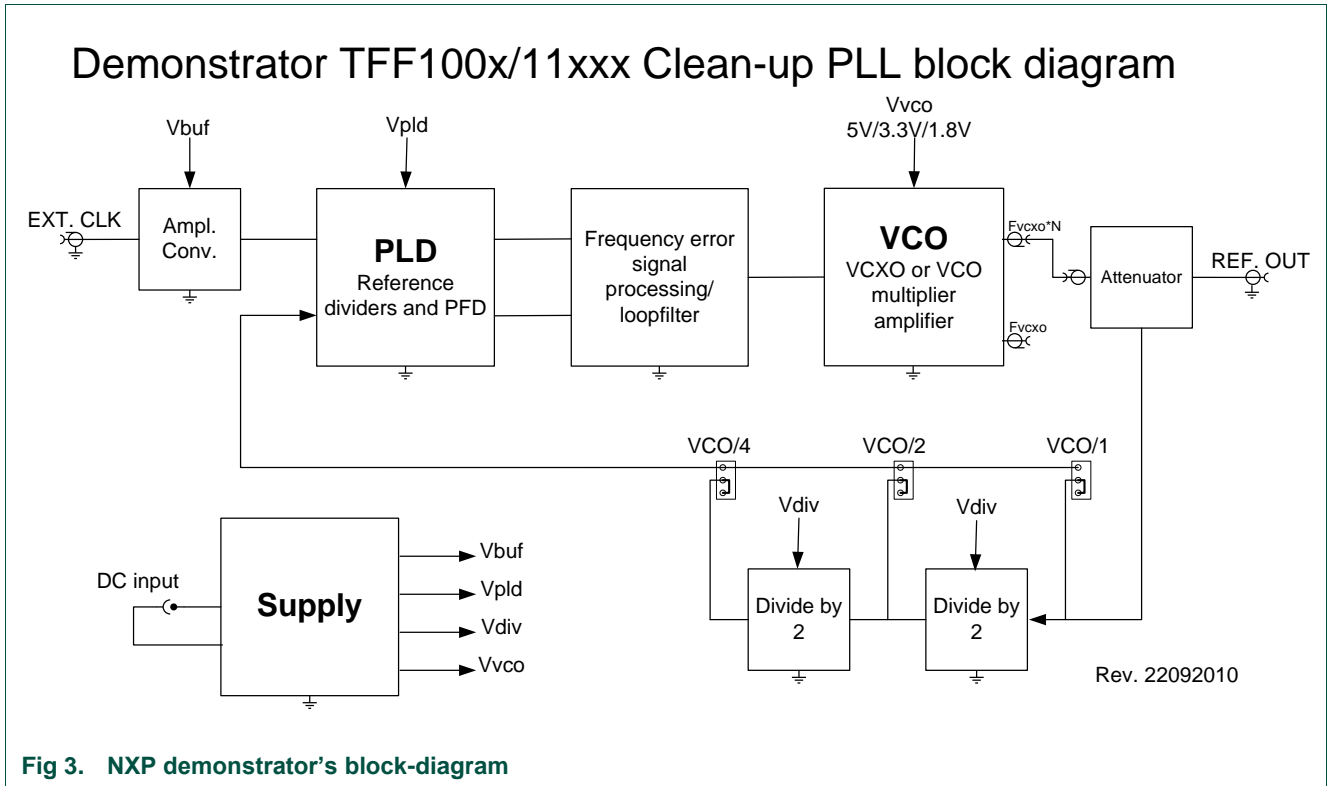 Demonstrator TFF100x/11xxx Clean-up PLL block diagram
Vbuf
Vpld
Vvco
5V/3.3V/1.8V
EXT. CLK
Ampl.
Conv.
PLD
Reference
dividers and PFD
Frequency error
signal
processing/
loopfilter
VCO
VCXO or VCO
multiplier
amplifier
Fvcxo*N
Fvcxo
Attenuator
REF. OUT
VCO/4
VCO/2
VCO/1
Vdiv
Vdiv
Divide by
2
Divide by
2
DC input
Supply
Vbuf
Vpld
Vdiv
Vvco
Rev. 22092010
Fig 3. NXP demonstrator's block-diagram